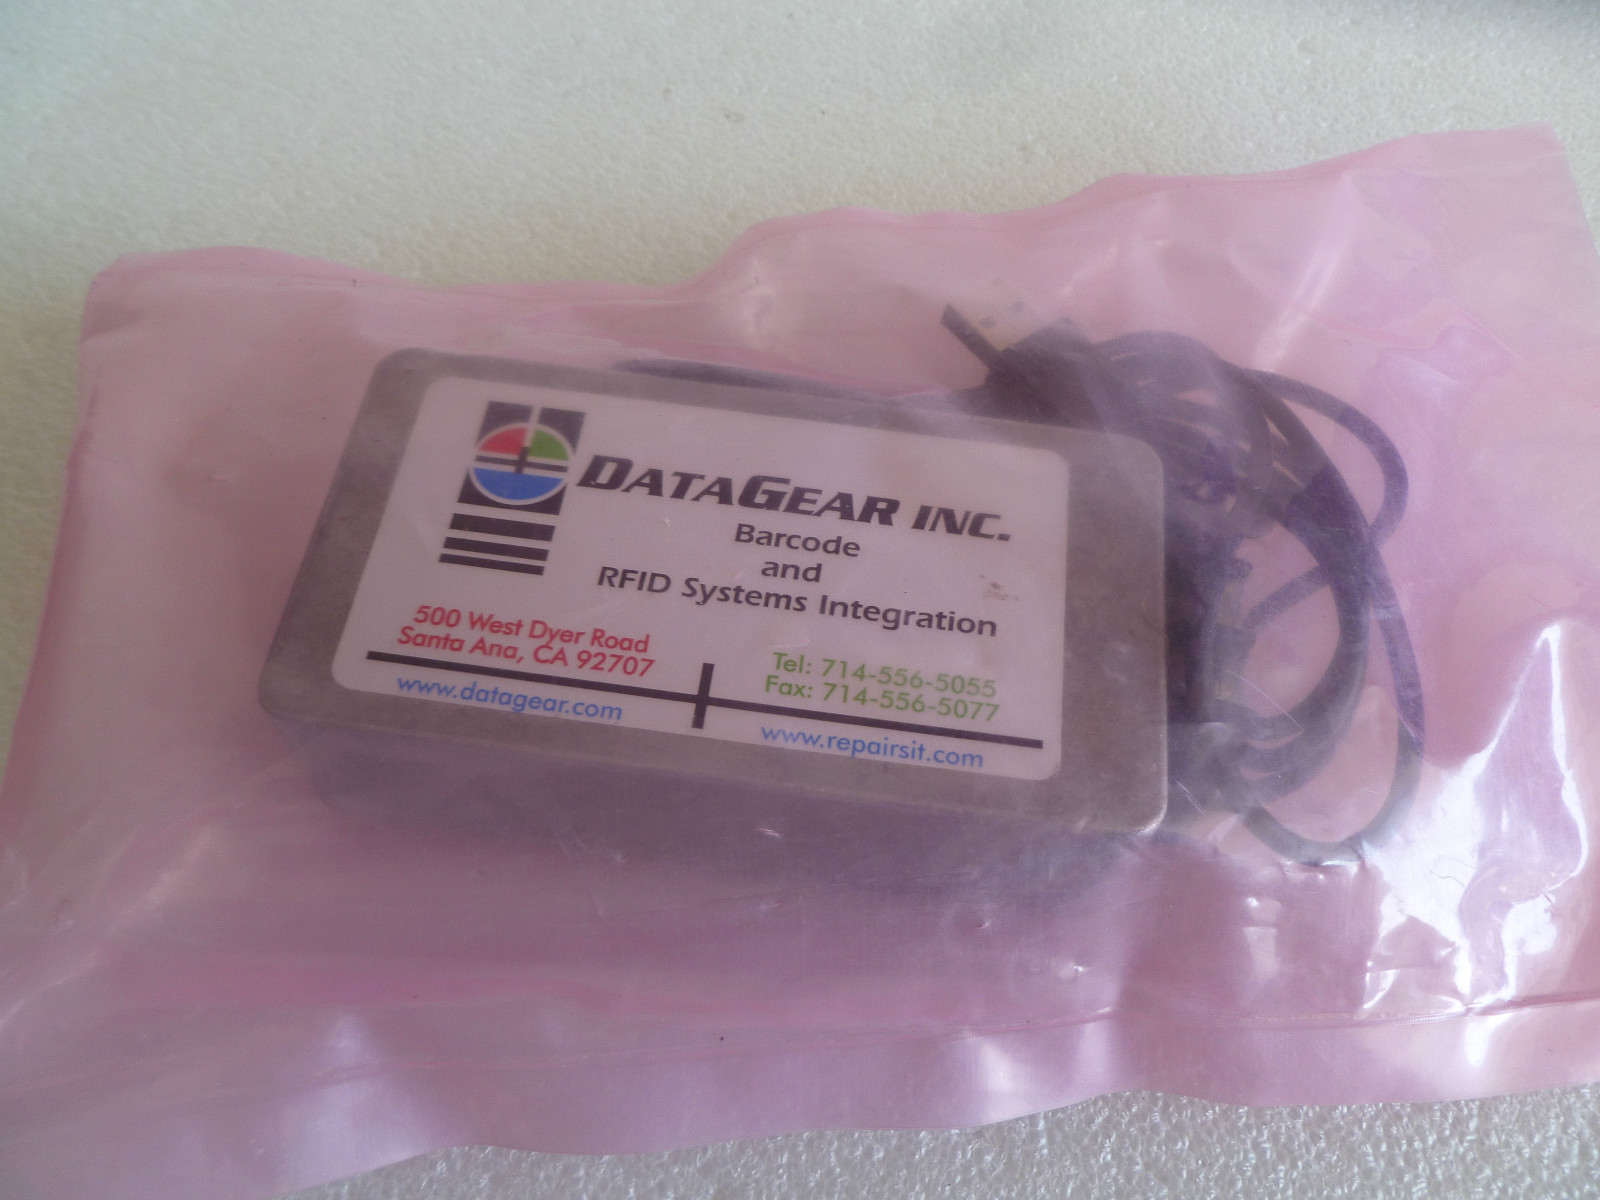 DATAGEAR INC.
Barcode
and
RFID Systems Integration
500 West Dyer Road
Santa Ana, CA 92707
Tel: 714-556-5055
Fax: 714-556-5077
www.datagear.com
www.repairsit.com